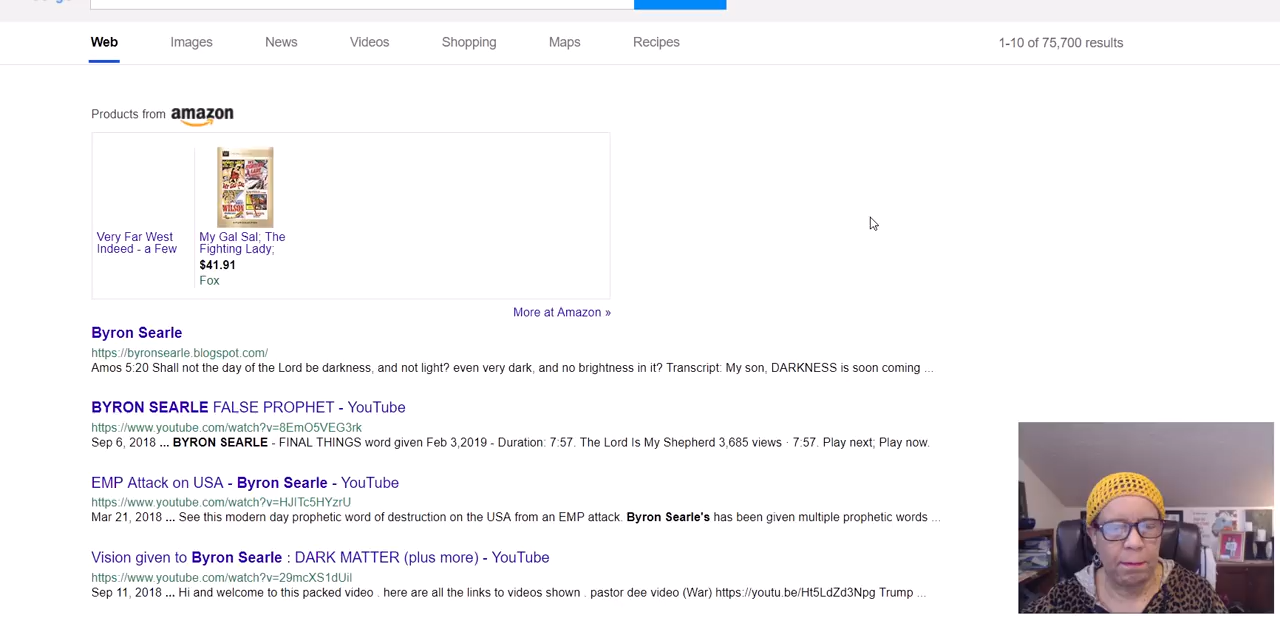 Web Images News Videos Shopping Maps Recipes 1-10 of 75,700 results
Products from amazon
Very Far West
Indeed - a Few
My Gal Sal; The
Fighting Lady;
$41.91
Fox
More at Amazon »
Byron Searle
https://byronsearle.blogspot.com/
Amos 5:20 Shall not the day of the Lord be darkness, and not light? even very dark, and no brightness in it? Transcript: My son, DARKNESS is soon coming ...
BYRON SEARLE FALSE PROPHET - YouTube
https://www.youtube.com/watch?v=8EmO5VEG3rk
Sep 6, 2018 ... BYRON SEARLE - FINAL THINGS word given Feb 3,2019 - Duration: 7:57. The Lord Is My Shepherd 3,685 views · 7:57. Play next; Play now.
EMP Attack on USA - Byron Searle - YouTube
https://www.youtube.com/watch?v=HJITc5HYzrU
Mar 21, 2018 ... See this modern day prophetic word of destruction on the USA from an EMP attack. Byron Searle's has been given multiple prophetic words ...
Vision given to Byron Searle : DARK MATTER (plus more) - YouTube
https://www.youtube.com/watch?v=29mcXS1dUiI
Sep 11, 2018 ... Hi and welcome to this packed video . here are all the links to videos shown . pastor dee video (War) https://youtu.be/Ht5LdZd3Npg Trump ...